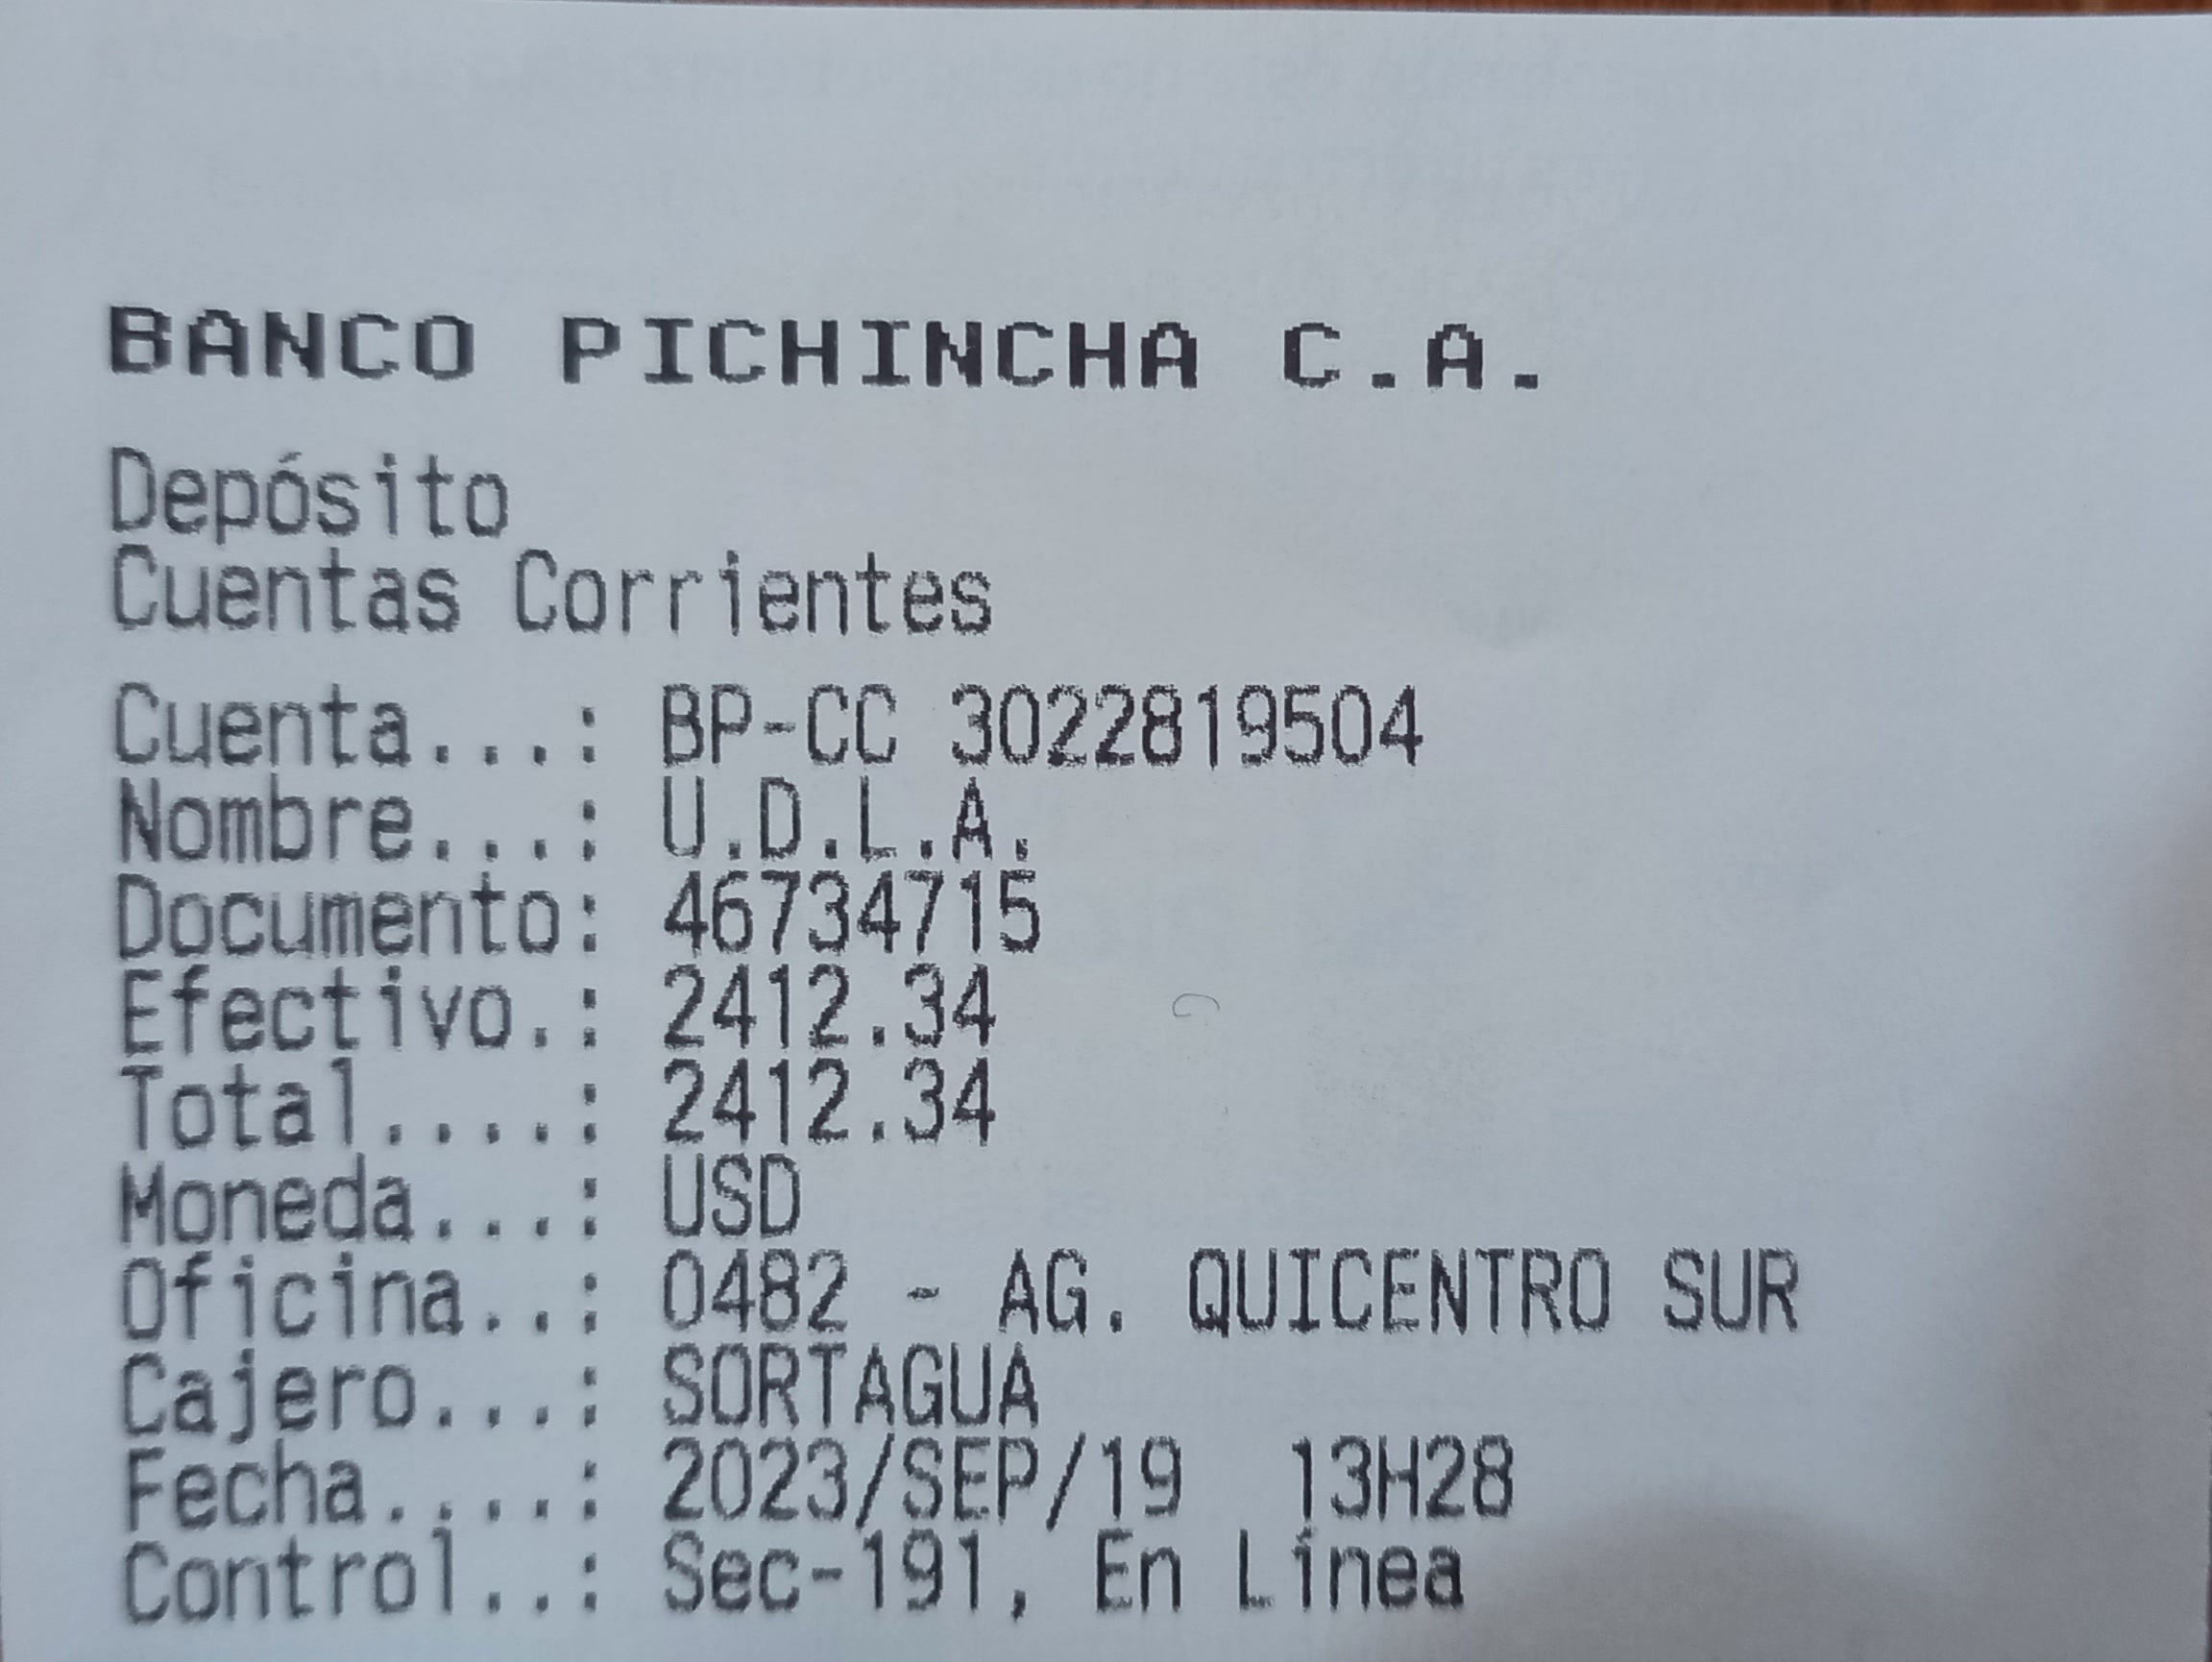 BANCO PICHINCHA C.A.
Depósito
Cuentas Corrientes
Cuenta...: BP-CC 3022819504
Nombre...: U.D.L.A.
Documento: 46734715
Efectivo.: 2412.34
Total....: 2412.34
Moneda...: USD
Oficina..: 0482 - AG. QUICENTRO SUR
Cajero...: SORTAGUA
Fecha....: 2023/SEP/19  13H28
Control..: Sec-191, En Línea